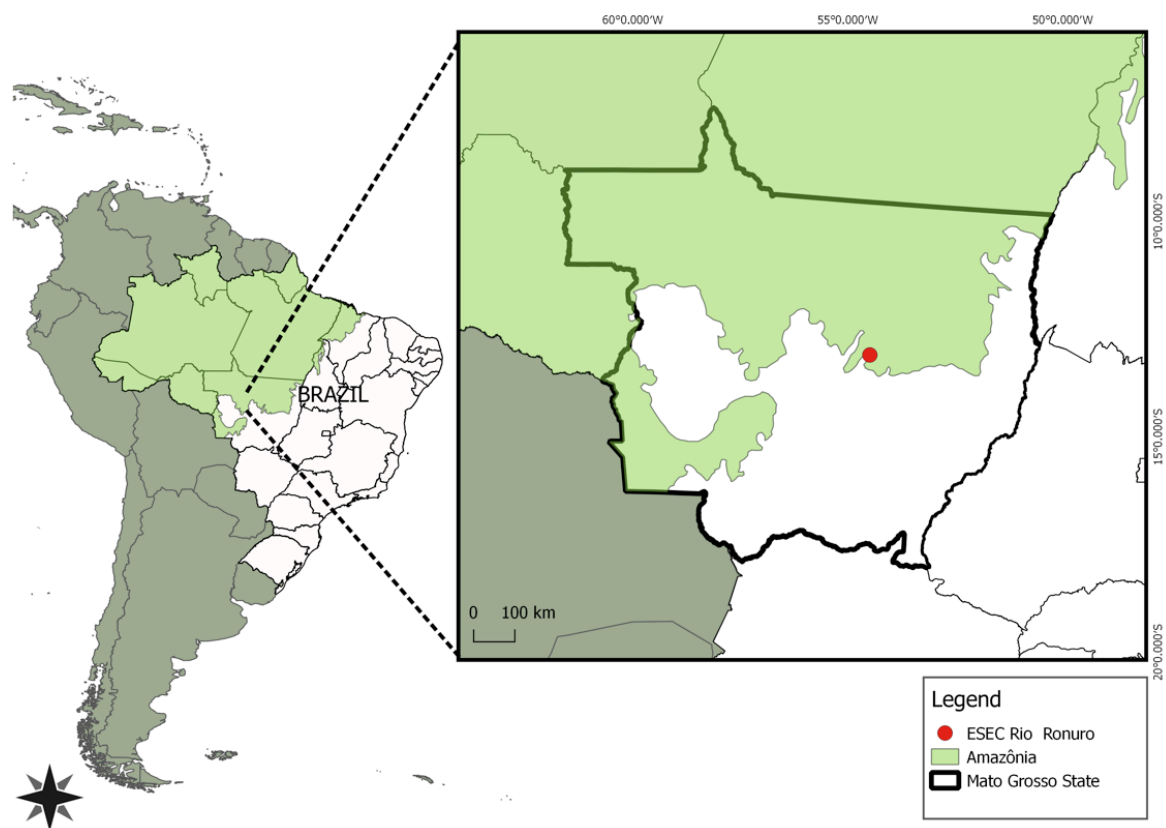 60°0.000'W
55°0.000'W
50°0.000'W
10°0.000'S
15°0.000'S
20°0.000'S
BRAZIL
0 100 km
Legend
ESEC Rio Ronuro
Amazônia
Mato Grosso State